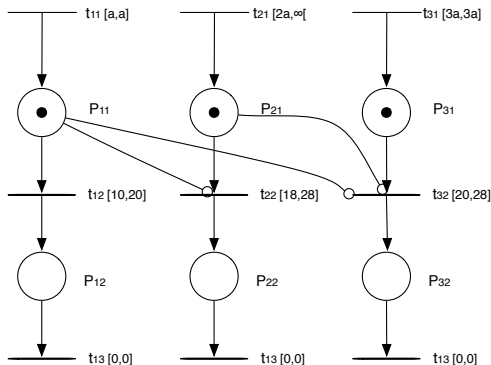 t11 [a,a] t21 [2a,∞[ t31 [3a,3a]
P11 P21 P31
t12 [10,20] t22 [18,28] t32 [20,28]
P12 P22 P32
t13 [0,0] t13 [0,0] t13 [0,0]